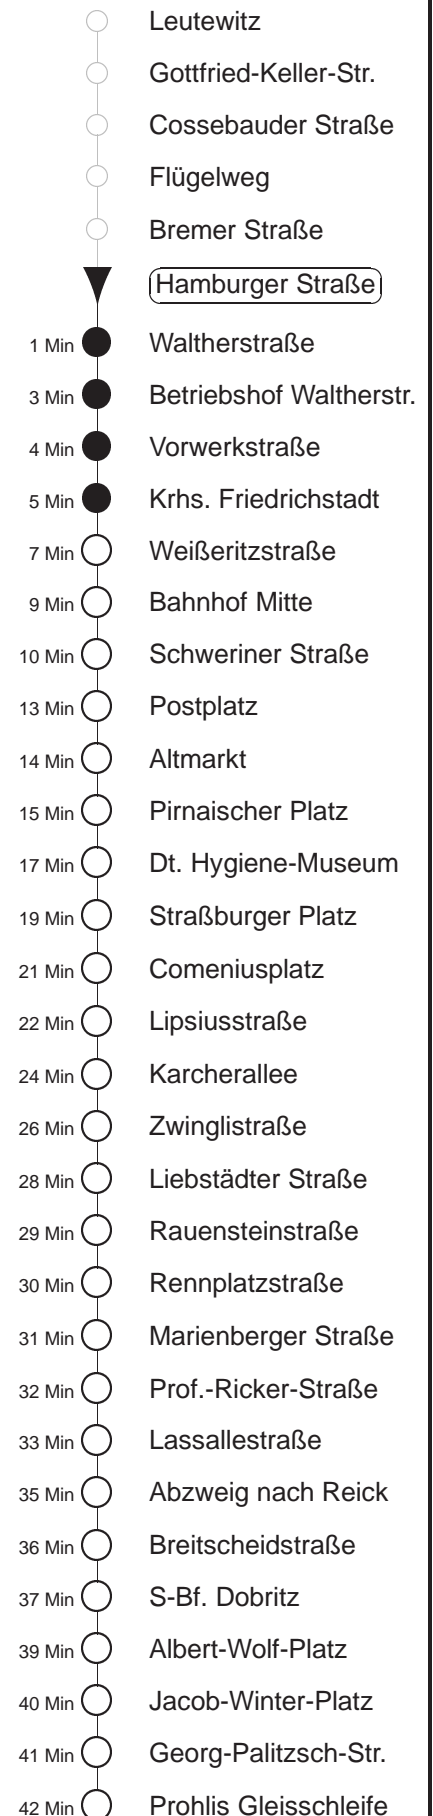 Leutewitz
Gottfried-Keller-Str.
Cossebauder Straße
Flügelweg
Bremer Straße
Hamburger Straße
1 Min Waltherstraße
3 Min Betriebshof Waltherstr.
4 Min Vorwerkstraße
5 Min Krhs. Friedrichstadt
7 Min Weißeritzstraße
9 Min Bahnhof Mitte
10 Min Schweriner Straße
13 Min Postplatz
14 Min Altmarkt
15 Min Pirnaischer Platz
17 Min Dt. Hygiene-Museum
19 Min Straßburger Platz
21 Min Comeniusplatz
22 Min Lipsiusstraße
24 Min Karcherallee
26 Min Zwinglistraße
28 Min Liebstädter Straße
29 Min Rauensteinstraße
30 Min Rennplatzstraße
31 Min Marienberger Straße
32 Min Prof.-Ricker-Straße
33 Min Lassallestraße
35 Min Abzweig nach Reick
36 Min Breitscheidstraße
37 Min S-Bf. Dobritz
39 Min Albert-Wolf-Platz
40 Min Jacob-Winter-Platz
41 Min Georg-Palitzsch-Str.
42 Min Prohlis Gleisschleife